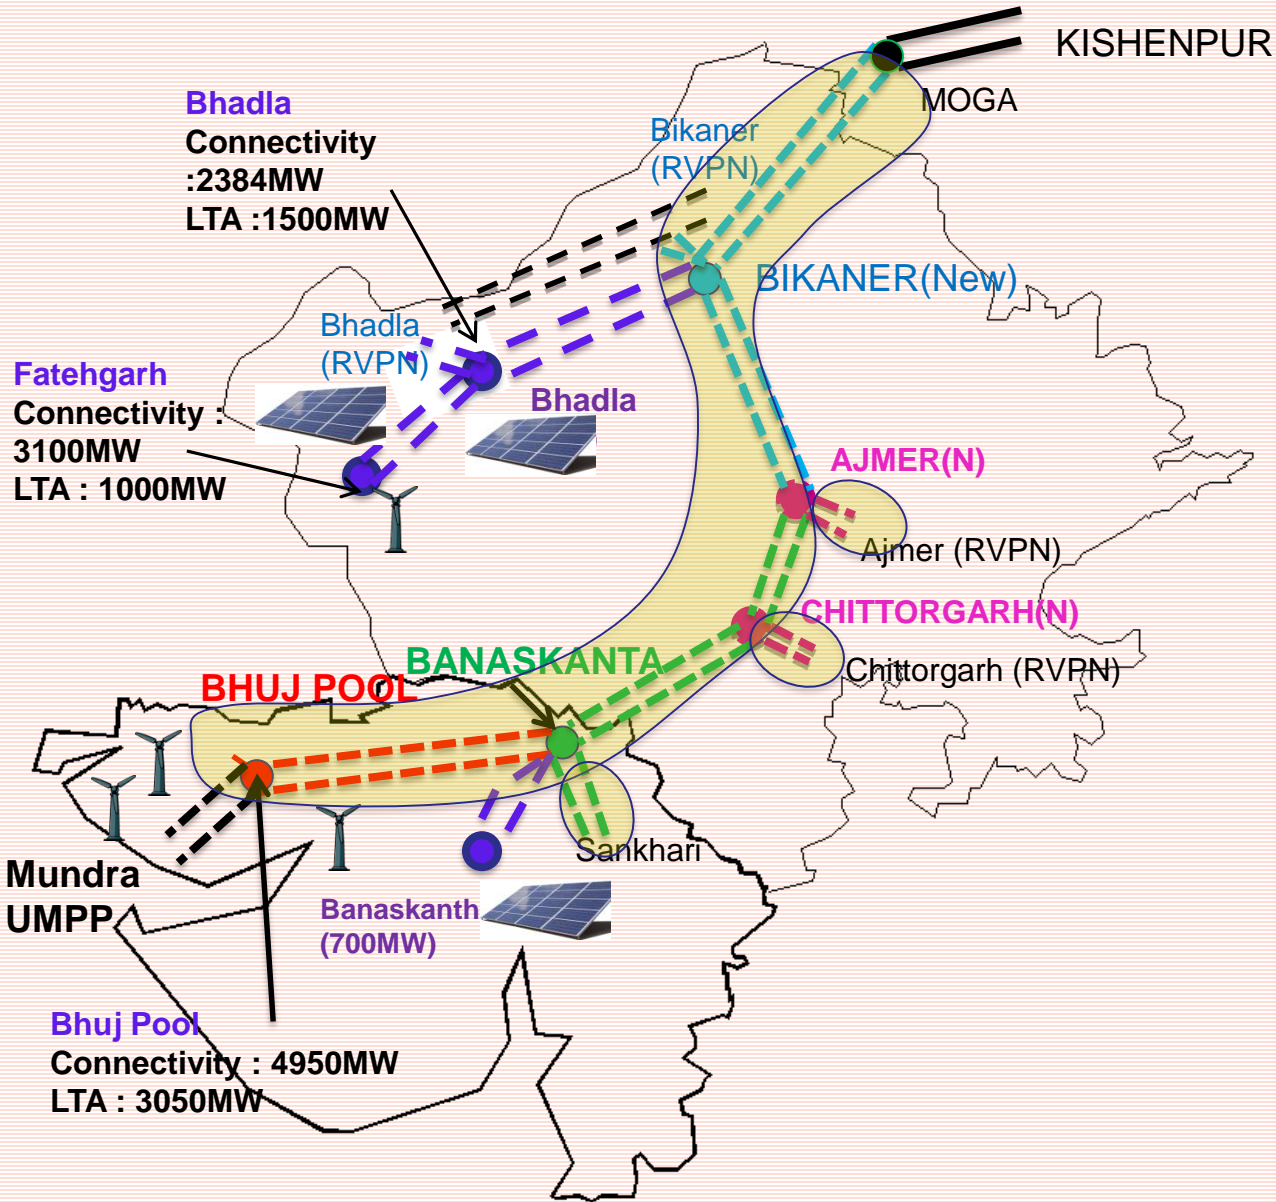 KISHENPUR
MOGA
Bhadla
Connectivity
:2384MW
LTA :1500MW
Bikaner
(RVPN)
BIKANER(New)
Bhadla
(RVPN)
Fatehgarh
Connectivity :
3100MW
LTA : 1000MW
Bhadla
AJMER(N)
Ajmer (RVPN)
CHITTORGARH(N)
Chittorgarh (RVPN)
BANASKANTA
BHUJ POOL
Sankhari
Mundra
UMPP
Banaskanth
(700MW)
Bhuj Pool
Connectivity : 4950MW
LTA : 3050MW